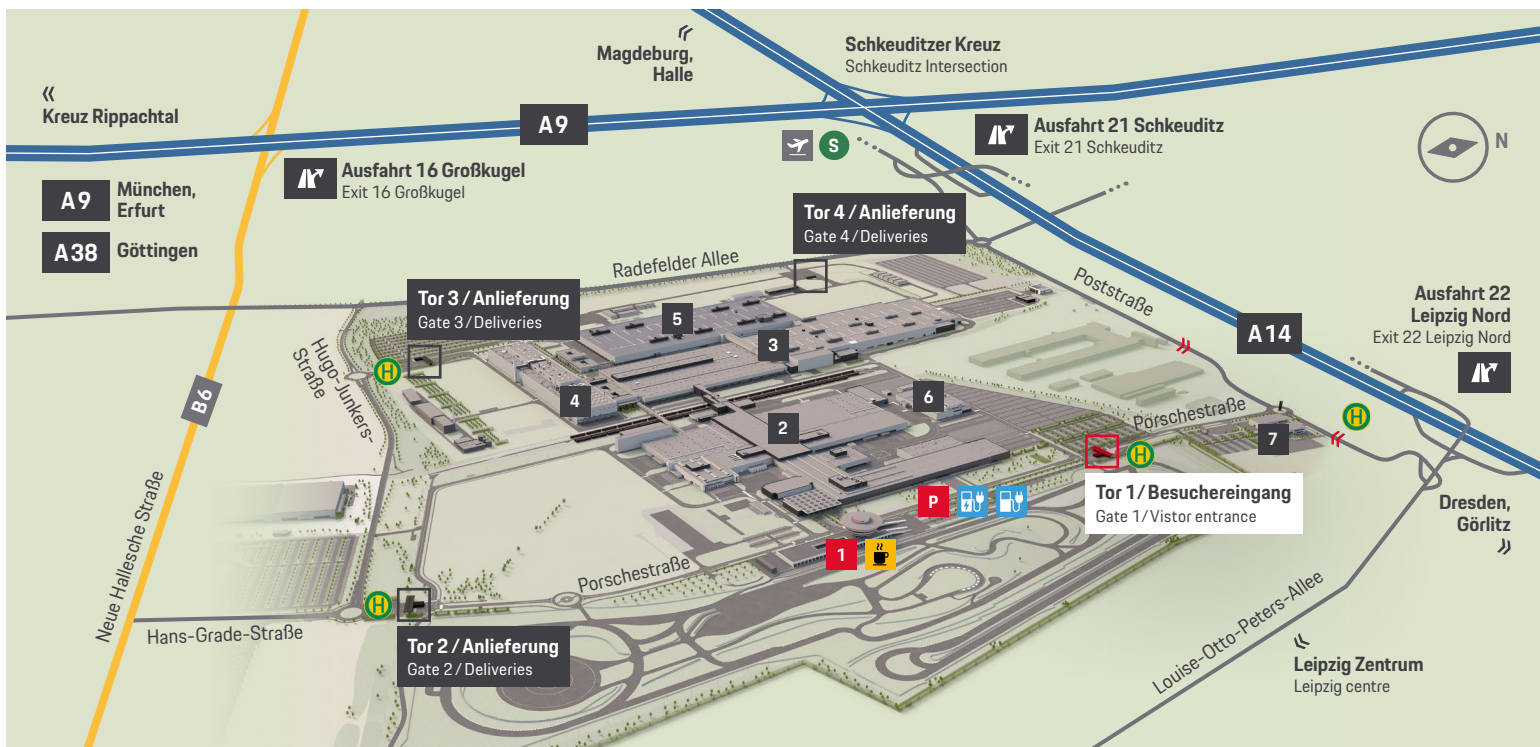 Magdeburg,
Halle
Schkeuditzer Kreuz
Schkeuditz Intersection
Kreuz Rippachtal
A9
Ausfahrt 21 Schkeuditz
Exit 21 Schkeuditz
N
S
Ausfahrt 16 Großkugel
Exit 16 Großkugel
A9
München,
Erfurt
A38
Göttingen
Tor 4 / Anlieferung
Gate 4 / Deliveries
Radefelder Allee
Poststraße
Tor 3 / Anlieferung
Gate 3 / Deliveries
Ausfahrt 22
Leipzig Nord
Exit 22 Leipzig Nord
A14
5
3
Hugo-Junkers-
Straße
H
B6
4
6
2
Porschestraße
H
7
H
Tor 1 / Besuchereingang
Gate 1 / Vistor entrance
P
Dresden,
Görlitz
1
Neue Hallesche Straße
Porschestraße
H
Hans-Grade-Straße
Tor 2 / Anlieferung
Gate 2 / Deliveries
Louise-Otto-Peters-Allee
Leipzig Zentrum
Leipzig centre